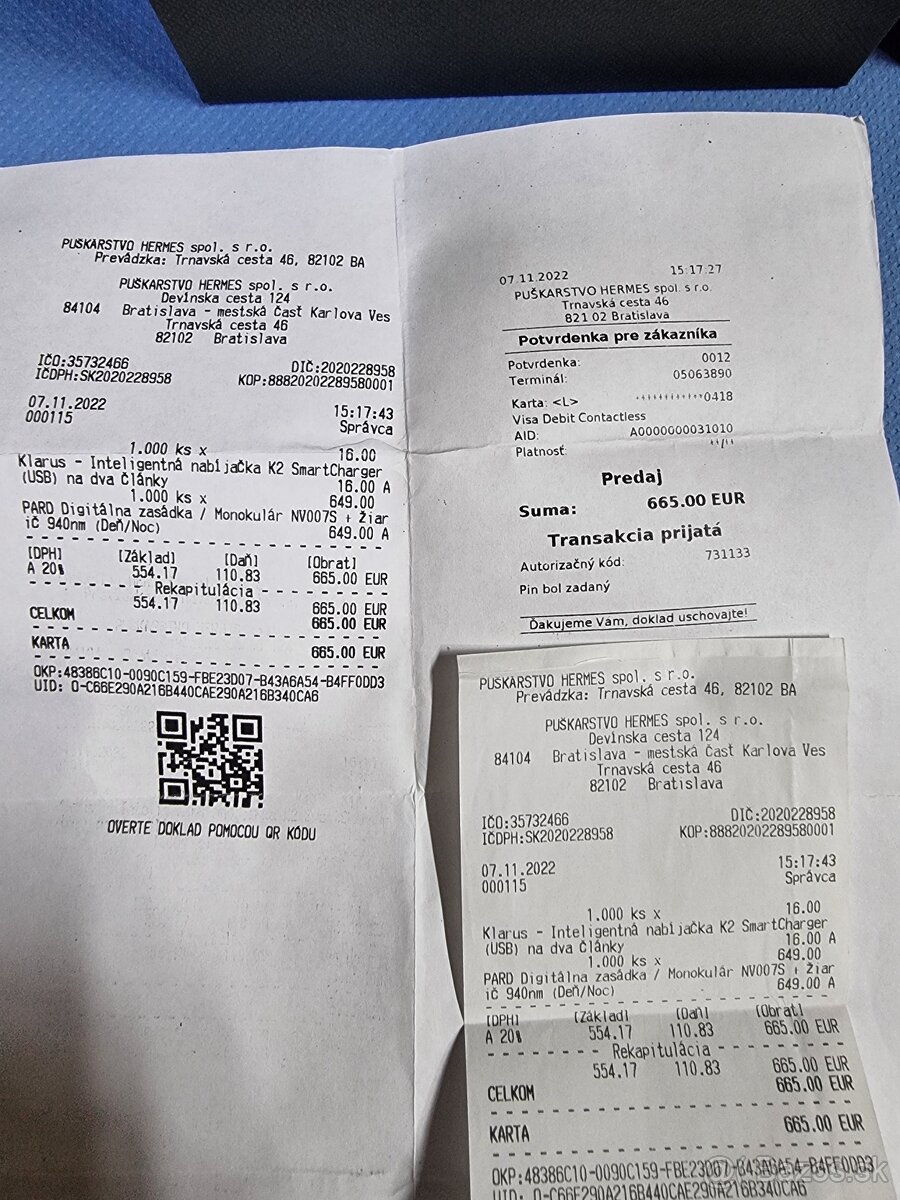 PUŠKARSTVO HERMES spol. s r.o.
Prevádzka: Trnavská cesta 46, 82102 BA
PUŠKARSTVO HERMES spol. s r.o.
Devínska cesta 124
84104 Bratislava - mestská Časť Karlova Ves
Trnavská cesta 46
82102 Bratislava
IČO:35732466 DIČ:2020228958
IČDPH:SK2020228958 KOP:88820202289580001
07.11.2022 15:17:43
000115 Správca
1.000 ks x 16.00
Klarus - Inteligentná nabíjačka K2 SmartCharger
(USB) na dva Články 16.00 A
1.000 ks x 649.00
PARD Digitálna zasádka / Monokulár NV007S + Žiar
ič 940nm (Deň/Noc) 649.00 A
[DPH] [Základ] [Daň] [Obrat]
A 20% 554.17 110.83 665.00 EUR
- - - - - - - - Rekapitulácia - - - - - - - -
554.17 110.83 665.00 EUR
CELKOM 665.00 EUR
KARTA 665.00 EUR
OKP:48386C10-0090C159-FBE23D07-B43A6A54-B4FF0DD3
UID: O-C66E290A216B440CAE290A216B340CA6
OVERTE DOKLAD POMOCOU QR KÓDU
07.11.2022 15:17:27
PUŠKARSTVO HERMES spol. s r.o.
Trnavská cesta 46
821 02 Bratislava
Potvrdenka pre zákazníka
Potvrdenka: 0012
Terminál: 05063890
Karta: <L> ************0418
Visa Debit Contactless
AID: A0000000031010
Platnosť: **/**
Predaj
Suma: 665.00 EUR
Transakcia prijatá
Autorizačný kód: 731133
Pin bol zadaný
Ďakujeme Vám, doklad uschovajte!
PUŠKARSTVO HERMES spol. s r.o.
Prevádzka: Trnavská cesta 46, 82102 BA
PUŠKARSTVO HERMES spol. s r.o.
Devínska cesta 124
84104 Bratislava - mestská Časť Karlova Ves
Trnavská cesta 46
82102 Bratislava
IČO:35732466 DIČ:2020228958
IČDPH:SK2020228958 KOP:88820202289580001
07.11.2022 15:17:43
000115 Správca
1.000 ks x 16.00
Klarus - Inteligentná nabíjačka K2 SmartCharger
(USB) na dva Články 16.00 A
1.000 ks x 649.00
PARD Digitálna zasádka / Monokulár NV007S + Žiar
ič 940nm (Deň/Noc) 649.00 A
[DPH] [Základ] [Daň] [Obrat]
A 20% 554.17 110.83 665.00 EUR
- - - - - - - - Rekapitulácia - - - - - - - -
554.17 110.83 665.00 EUR
CELKOM 665.00 EUR
KARTA 665.00 EUR
OKP:48386C10-0090C159-FBE23D07-B43A6A54-B4FF0DD3
UID: O-C66E290A216B440CAE290A216B340CA6